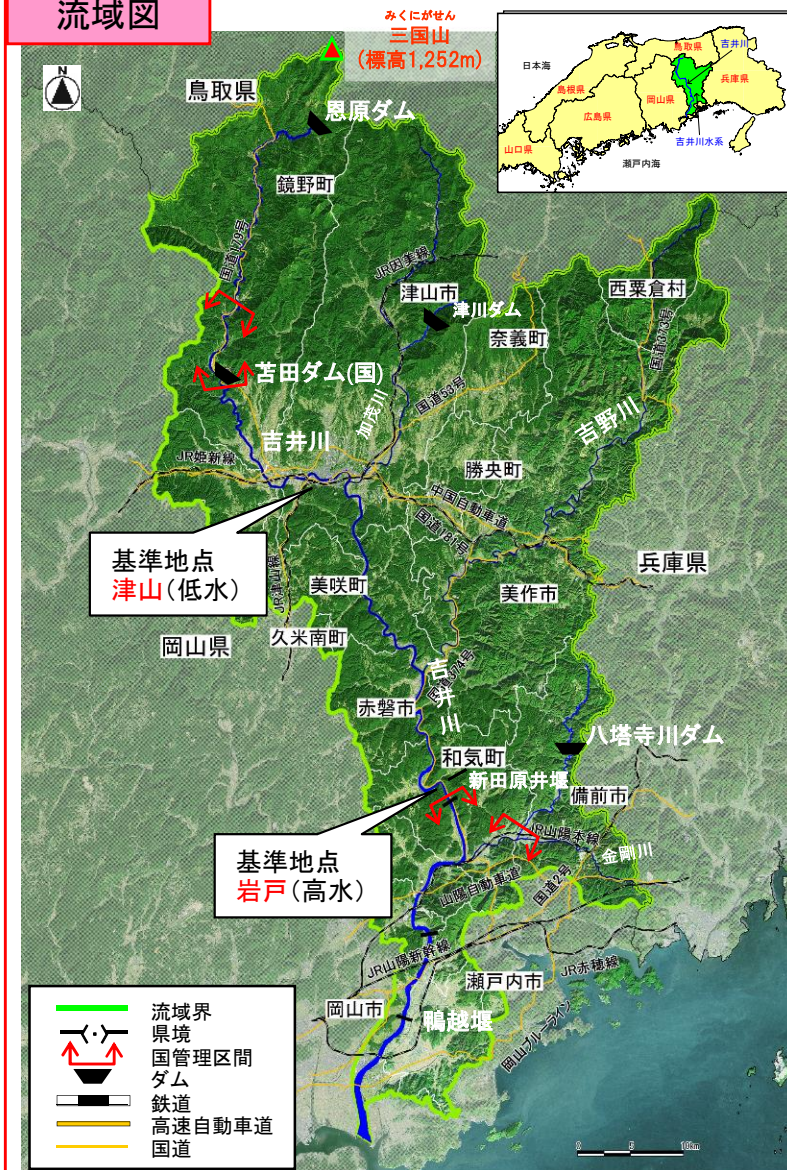 流域図
みくにがせん
三国山
(標高1,252m)
鳥取県
吉井川
日本海
島根県
兵庫県
岡山県
広島県
吉井川水系
山口県
瀬戸内海
N
鳥取県
恩原ダム
鏡野町
国道179号
JR因美線
津山市
津川ダム
西粟倉村
奈義町
国道373号
苫田ダム(国)
加茂川
国道53号
吉野川
吉井川
JR姫新線
勝央町
中国自動車道
国道181号
基準地点
津山(低水)
兵庫県
JR津山線
美咲町
美作市
岡山県
久米南町
国道374号
吉井川
赤磐市
八塔寺川ダム
和気町
新田原井堰
備前市
JR山陽本線
金剛川
基準地点
岩戸(高水)
山陽自動車道
国道2号
JR山陽新幹線
瀬戸内市
JR赤穂線
岡山市
鴨越堰
岡山ブルーライン
流域界
県境
国管理区間
ダム
鉄道
高速自動車道
国道
0 5 10km